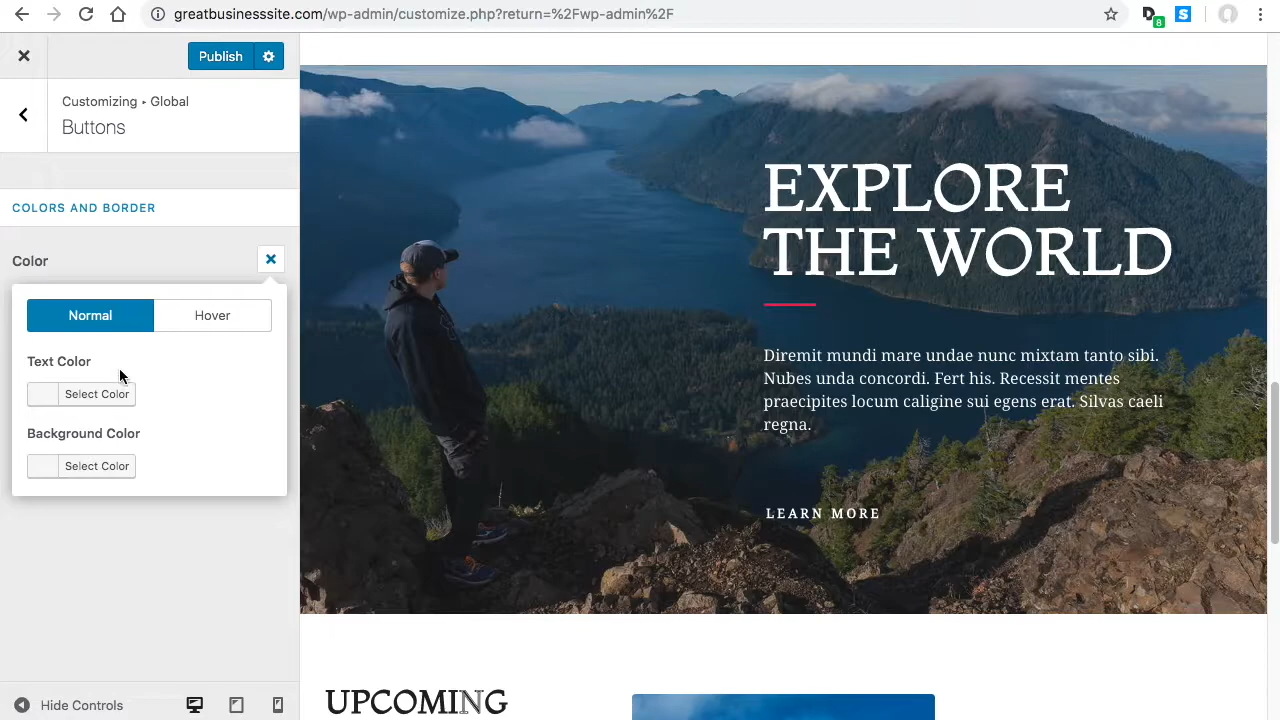 greatbusinesssite.com/wp-admin/customize.php?return=%2Fwp-admin%2F
8
Publish
Customizing ▸ Global
Buttons
COLORS AND BORDER
Color
Normal
Hover
Text Color
Select Color
Background Color
Select Color
Hide Controls
EXPLORE
THE WORLD
Diremit mundi mare undae nunc mixtam tanto sibi.
Nubes unda concordi. Fert his. Recessit mentes
praecipites locum caligine sui egens erat. Silvas caeli
regna.
LEARN MORE
UPCOMING